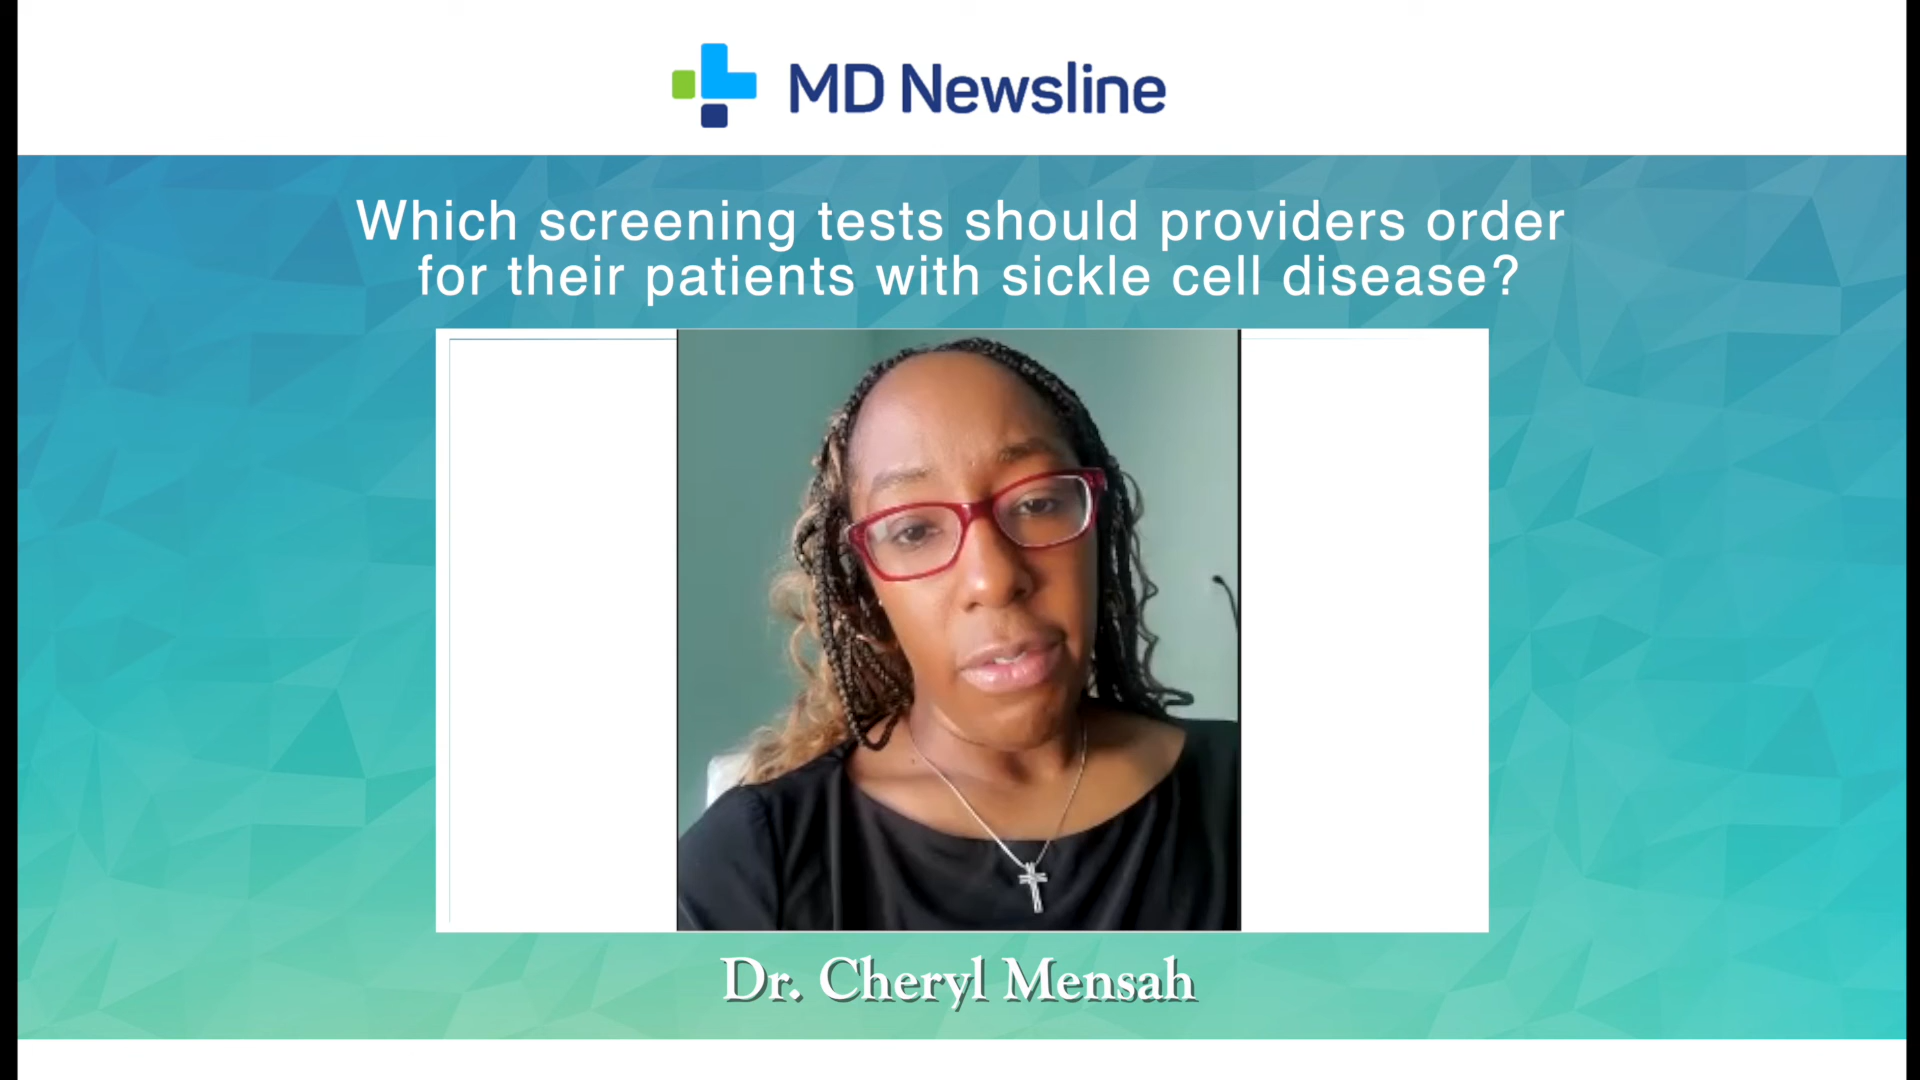 MD Newsline
Which screening tests should providers order
for their patients with sickle cell disease?
Dr. Cheryl Mensah